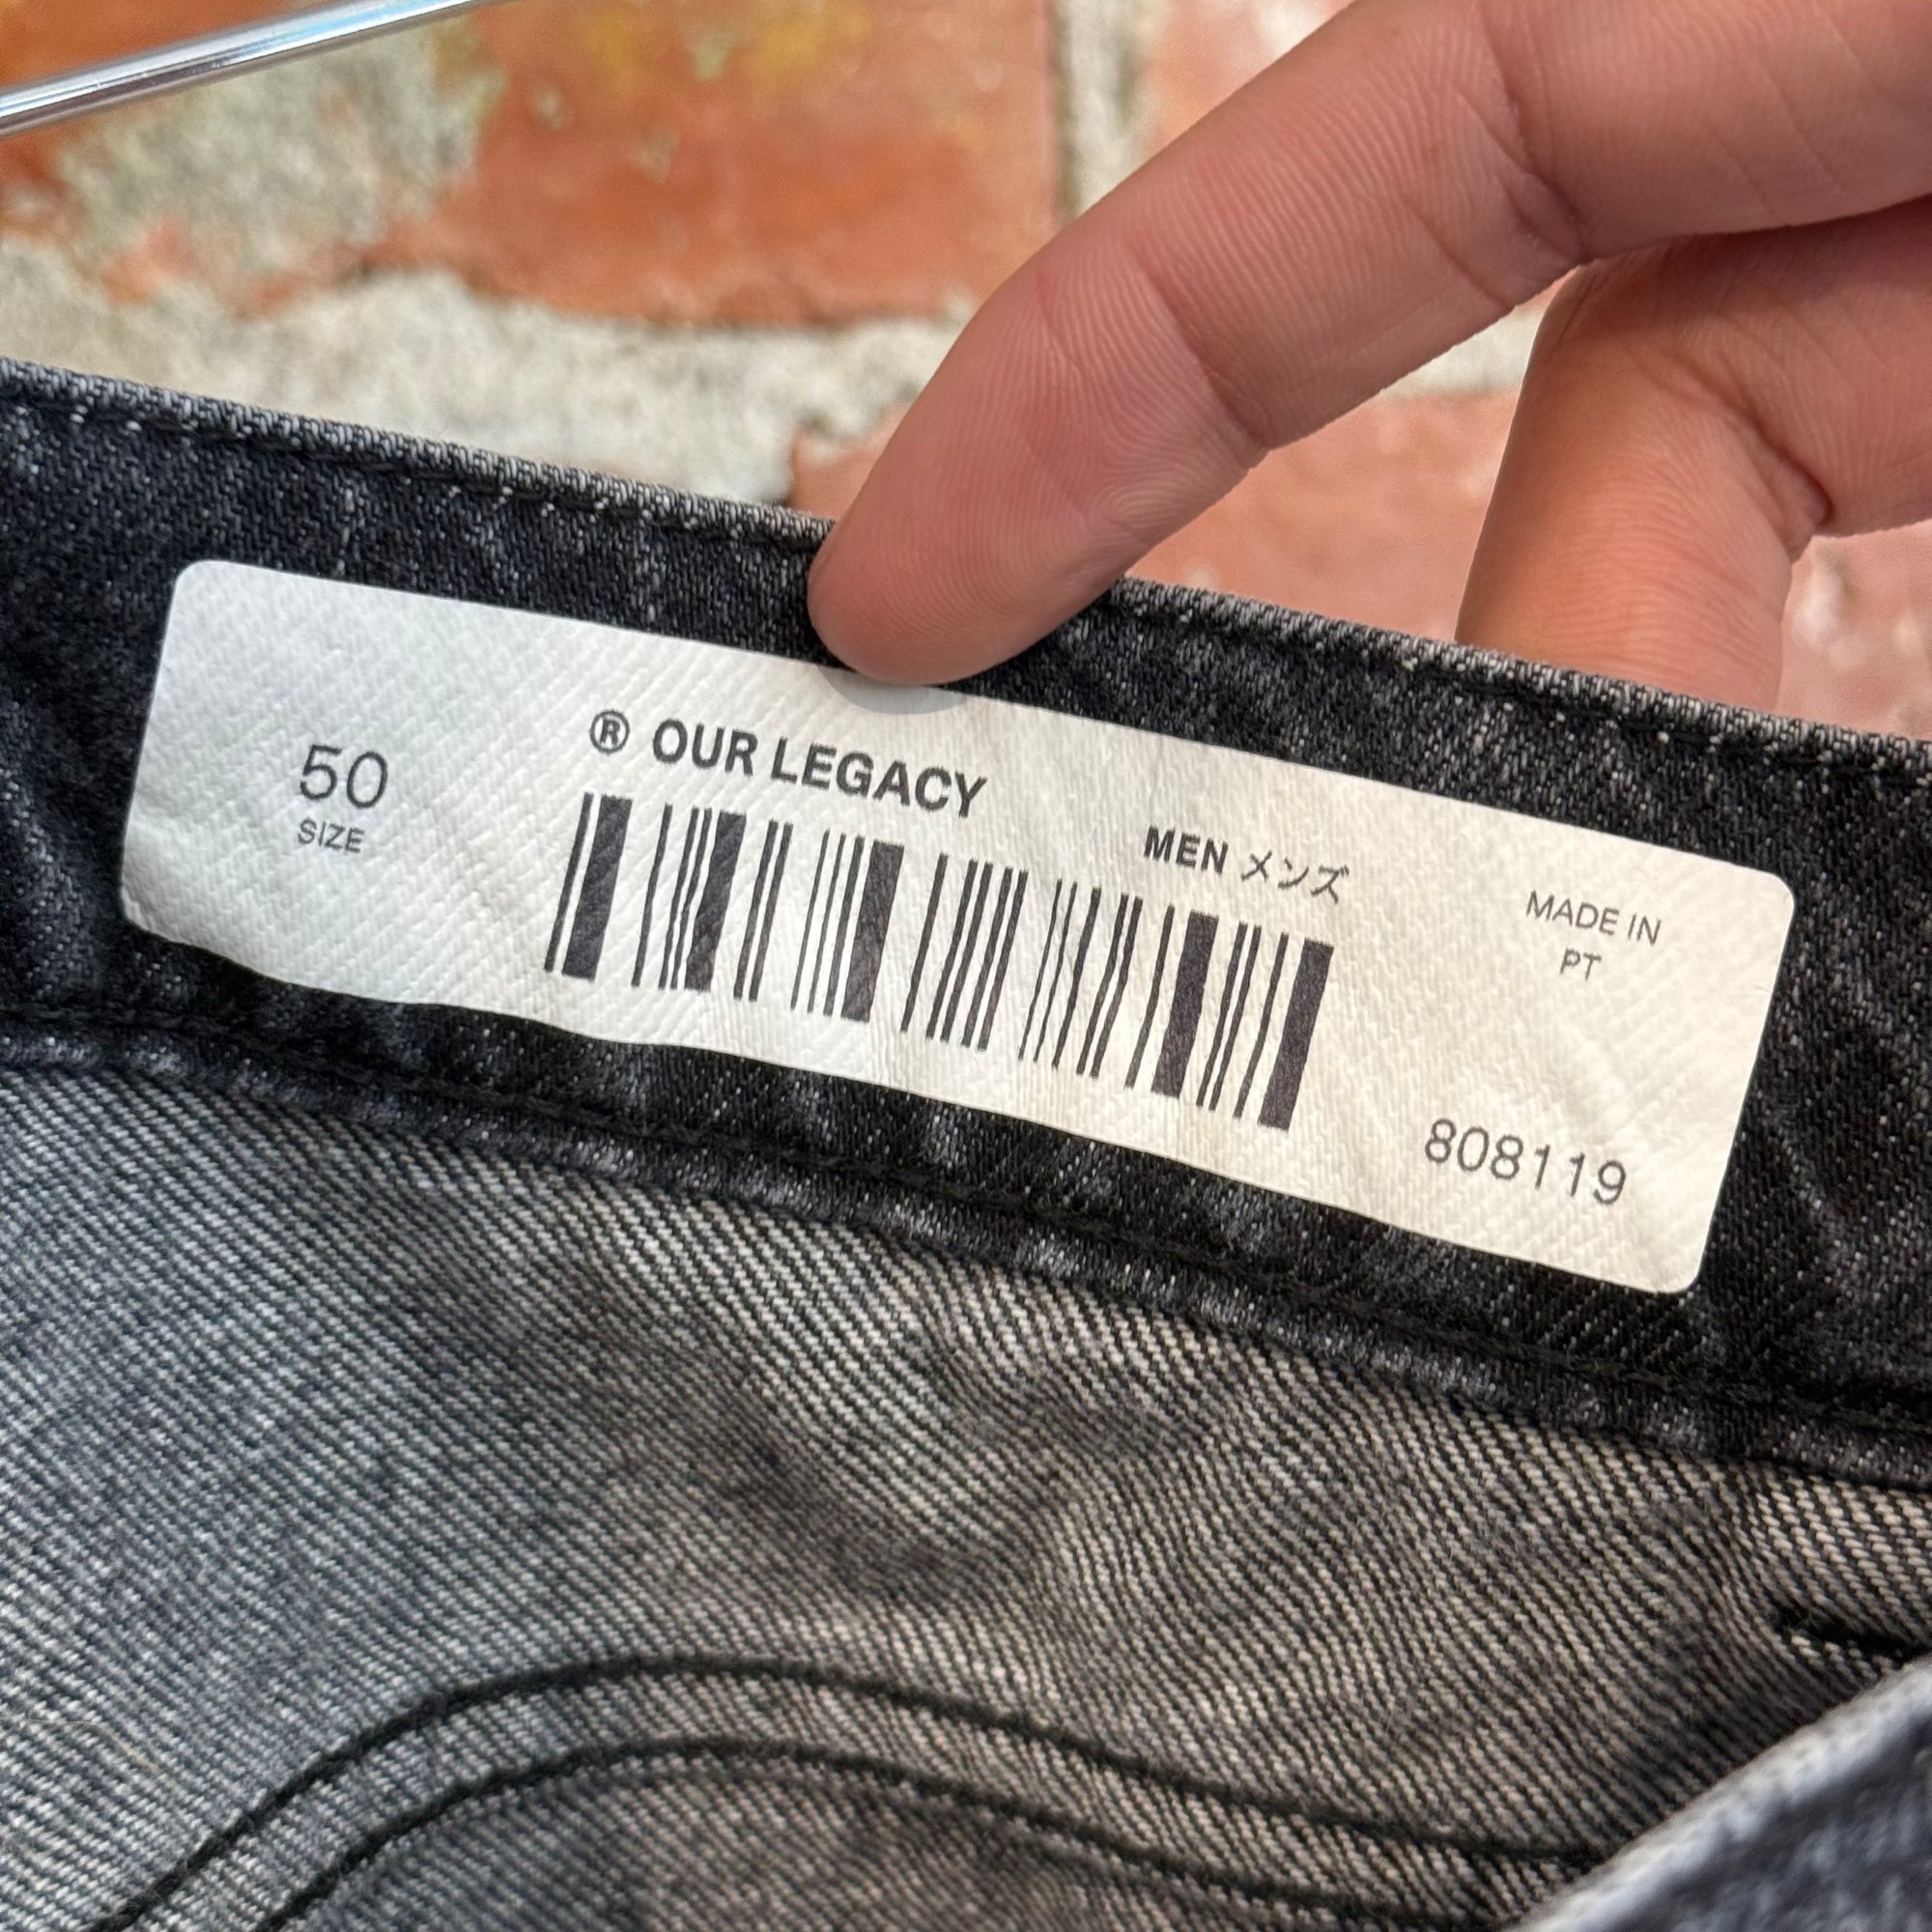 50
SIZE
® OUR LEGACY
MEN メンズ
MADE IN
PT
808119